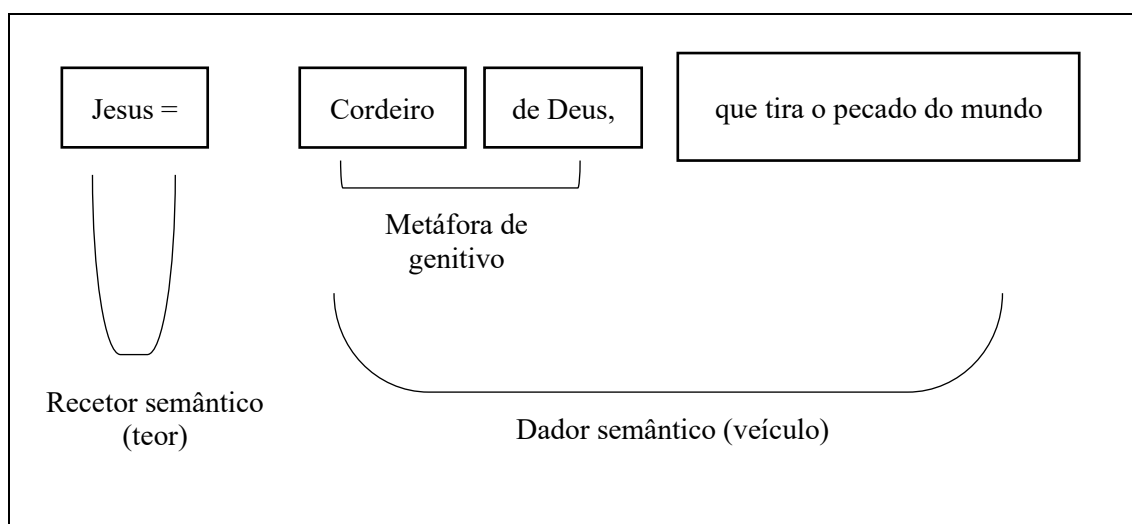 Jesus = Cordeiro de Deus, que tira o pecado do mundo
Metáfora de
genitivo
Recetor semântico
(teor)
Dador semântico (veículo)